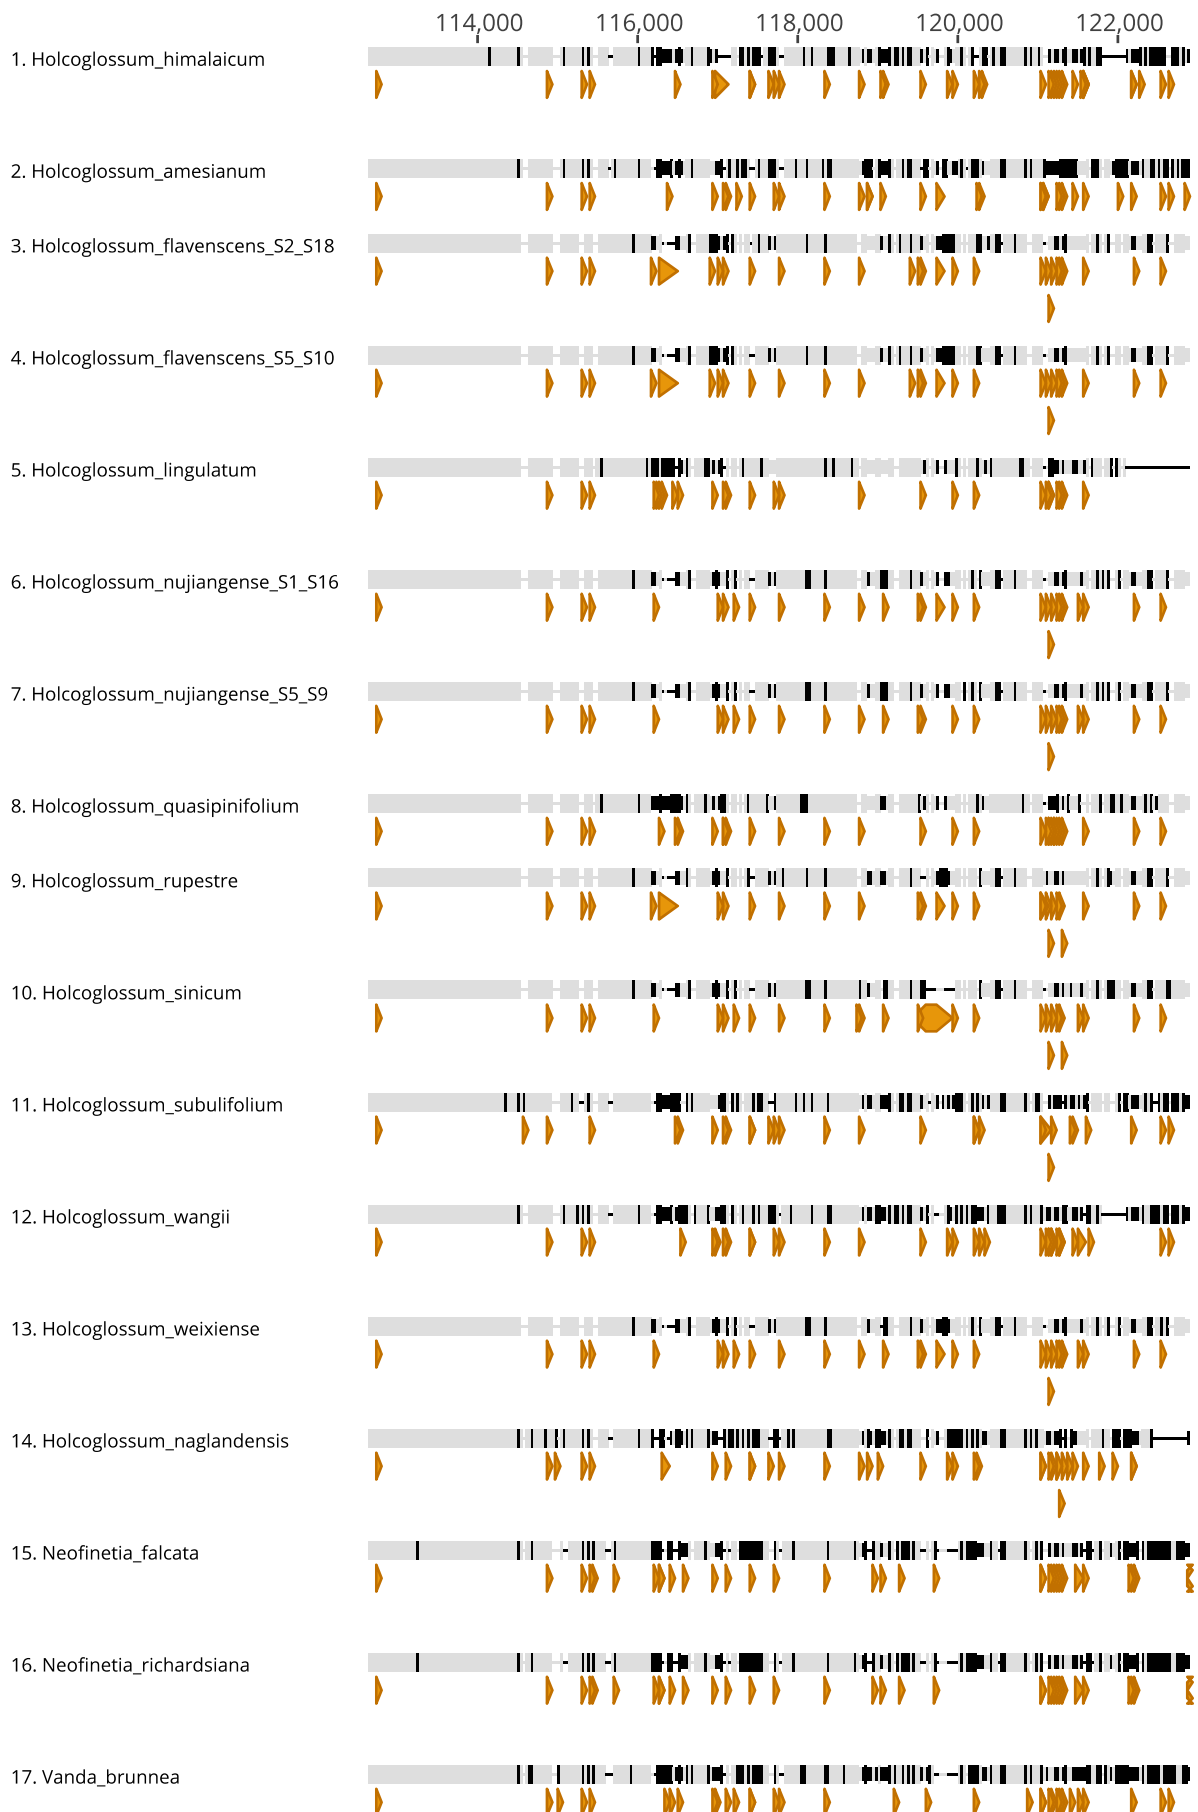 114,000 116,000 118,000 120,000 122,000
1. Holcoglossum_himalaicum
2. Holcoglossum_amesianum
3. Holcoglossum_flavenscens_S2_S18
4. Holcoglossum_flavenscens_S5_S10
5. Holcoglossum_lingulatum
6. Holcoglossum_nujiangense_S1_S16
7. Holcoglossum_nujiangense_S5_S9
8. Holcoglossum_quasipinifolium
9. Holcoglossum_rupestre
10. Holcoglossum_sinicum
11. Holcoglossum_subulifolium
12. Holcoglossum_wangii
13. Holcoglossum_weixiense
14. Holcoglossum_naglandensis
15. Neofinetia_falcata
16. Neofinetia_richardsiana
17. Vanda_brunnea